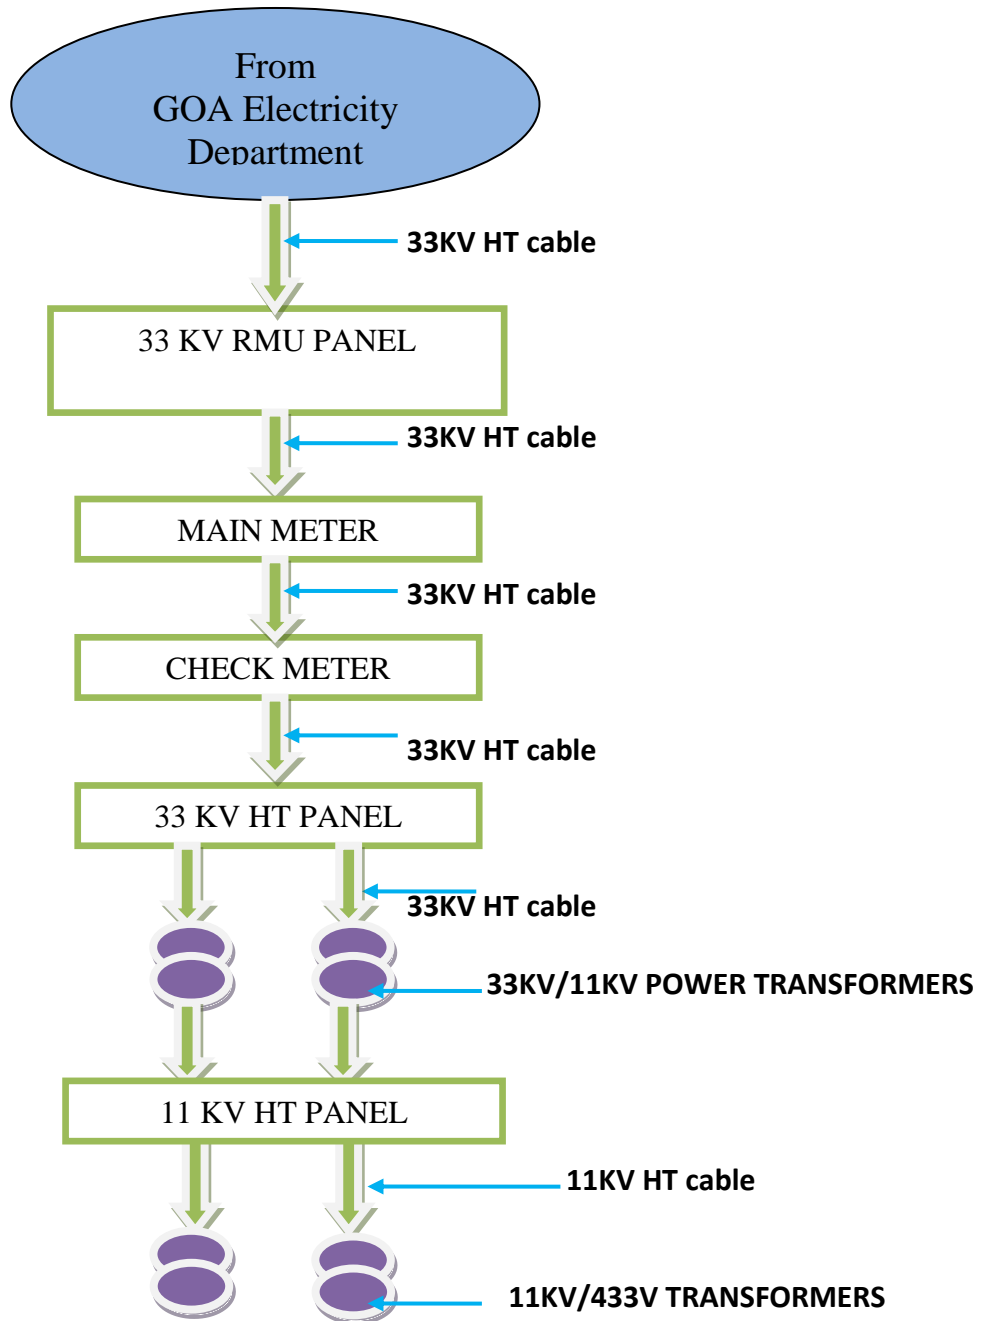 From
GOA Electricity
Department
33KV HT cable
33 KV RMU PANEL
33KV HT cable
MAIN METER
33KV HT cable
CHECK METER
33KV HT cable
33 KV HT PANEL
33KV HT cable
33KV/11KV POWER TRANSFORMERS
11 KV HT PANEL
11KV HT cable
11KV/433V TRANSFORMERS